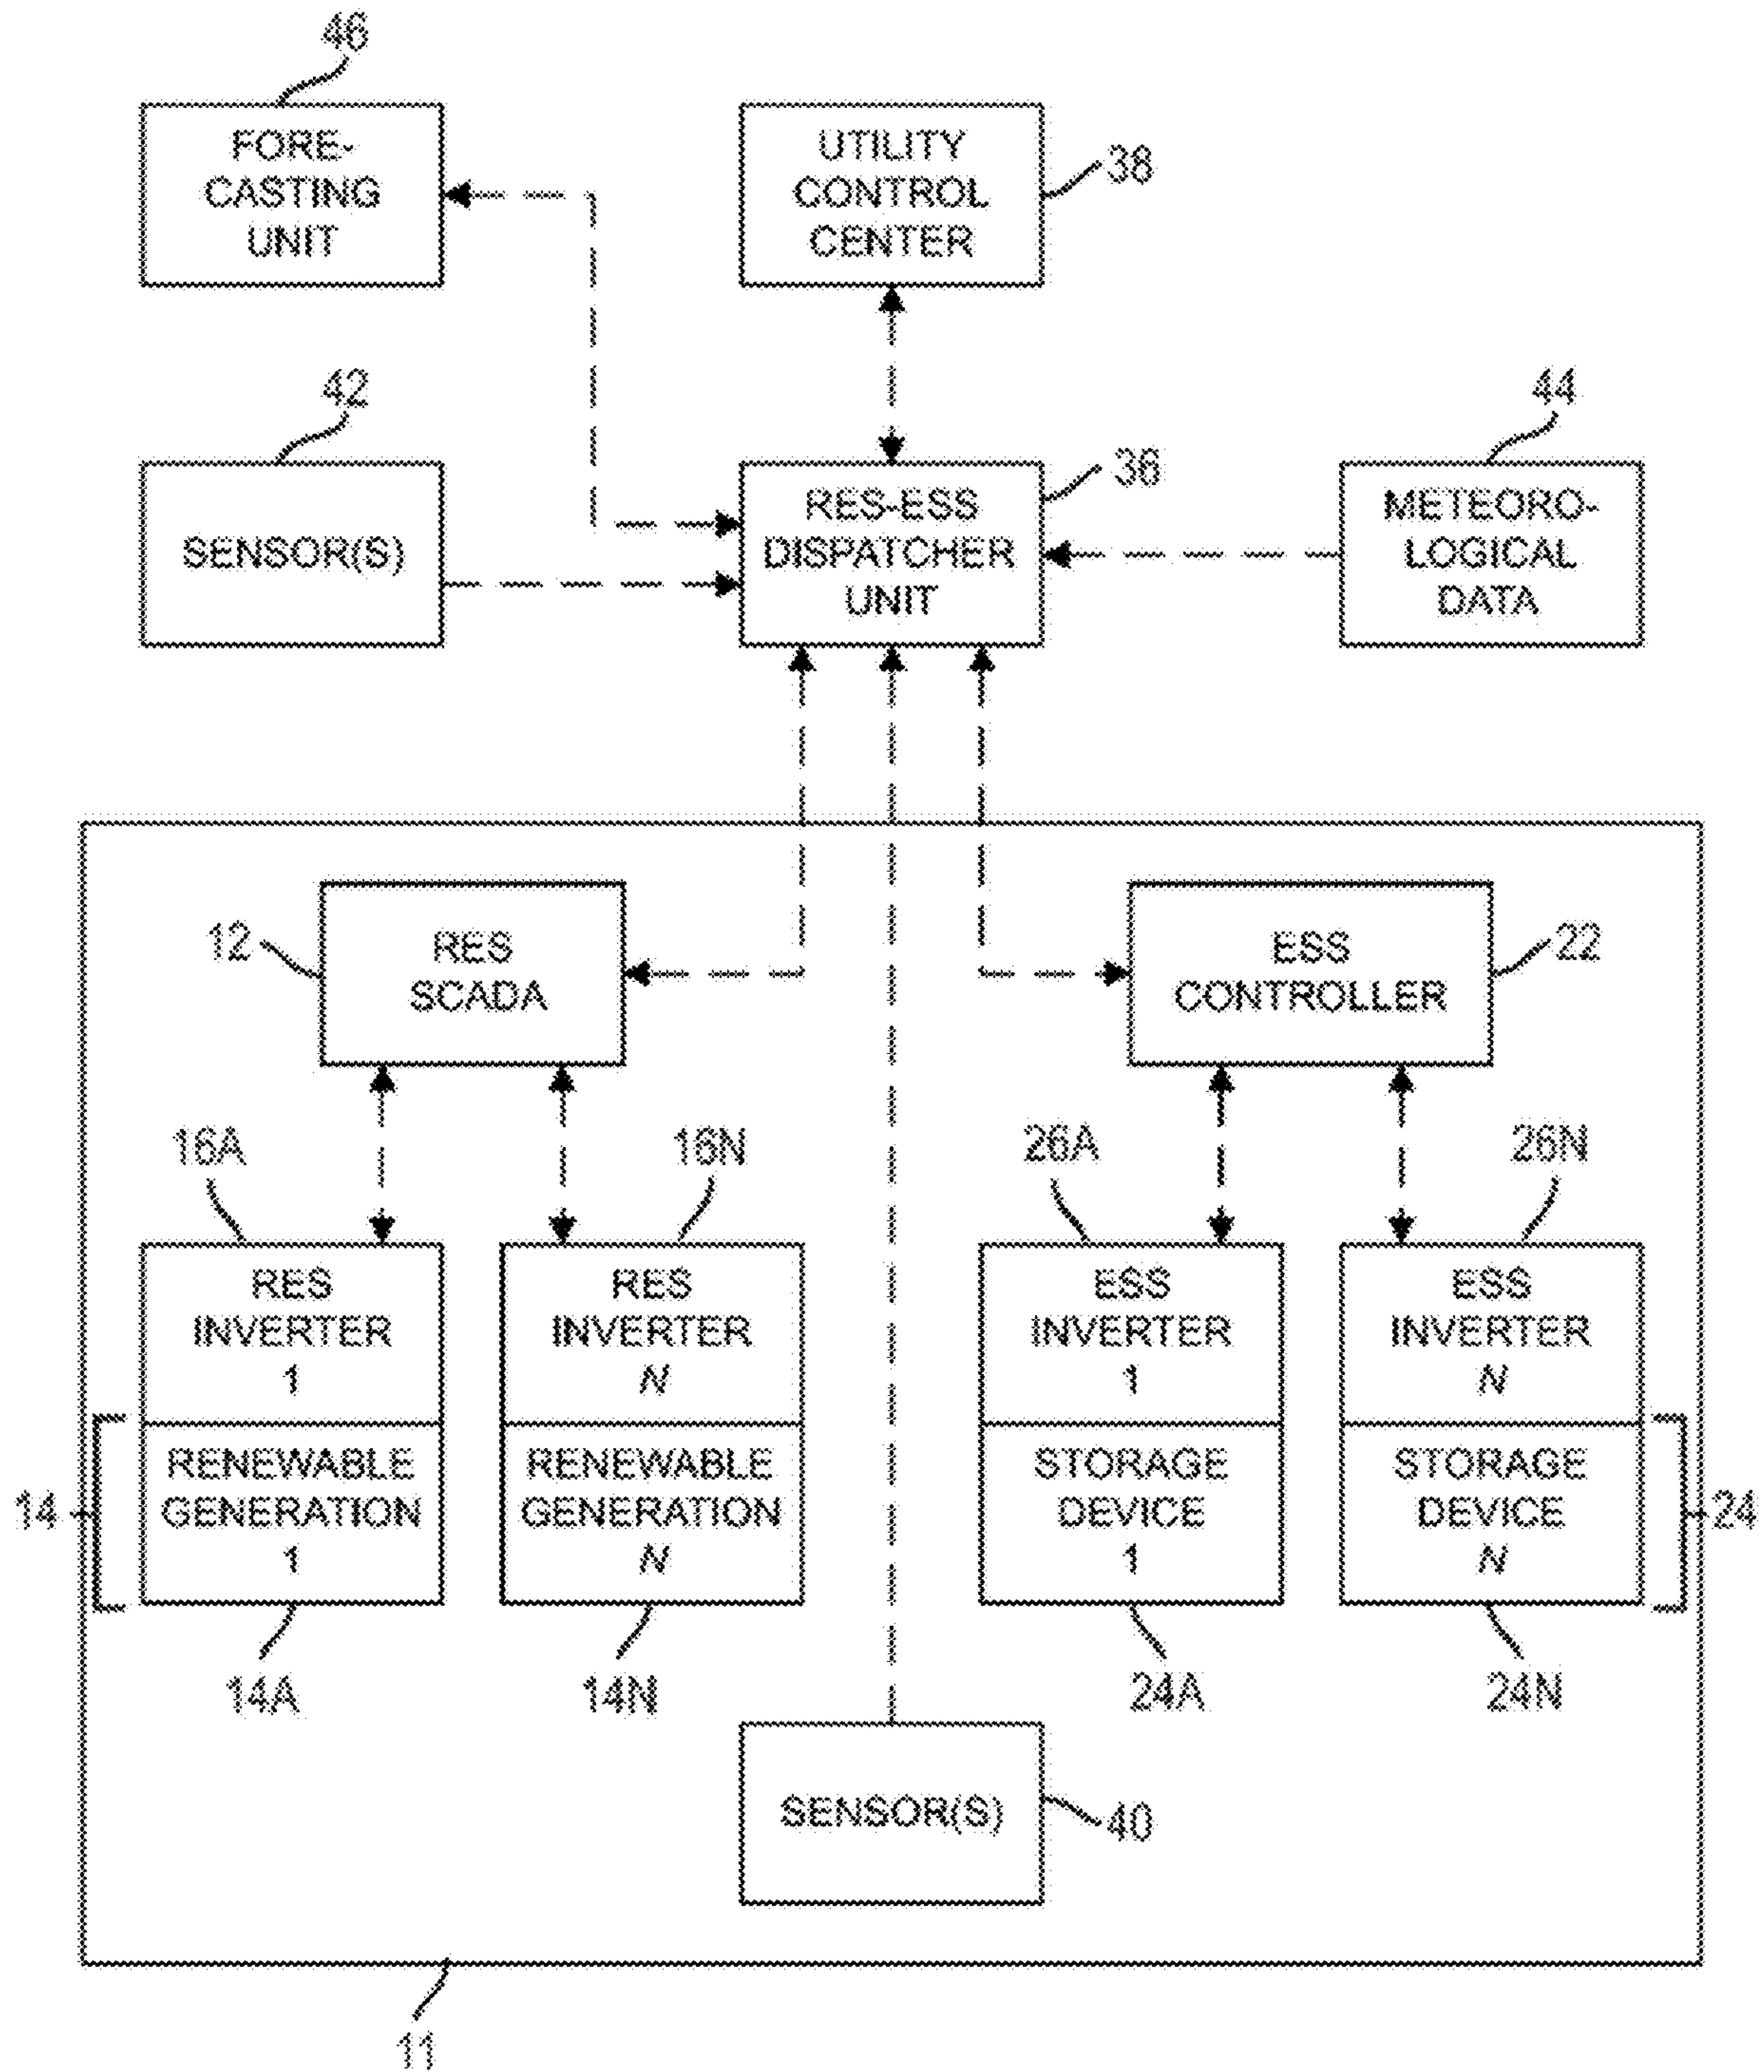 46
FORE-
CASTING
UNIT
UTILITY
CONTROL
CENTER
38
42
SENSOR(S)
RES-ESS
DISPATCHER
UNIT
36
44
METEORO-
LOGICAL
DATA
12
RES
SCADA
ESS
CONTROLLER
22
16A
16N
26A
26N
RES
INVERTER
1
RES
INVERTER
N
ESS
INVERTER
1
ESS
INVERTER
N
14
RENEWABLE
GENERATION
1
RENEWABLE
GENERATION
N
STORAGE
DEVICE
1
STORAGE
DEVICE
N
24
14A
14N
24A
24N
SENSOR(S)
40
11